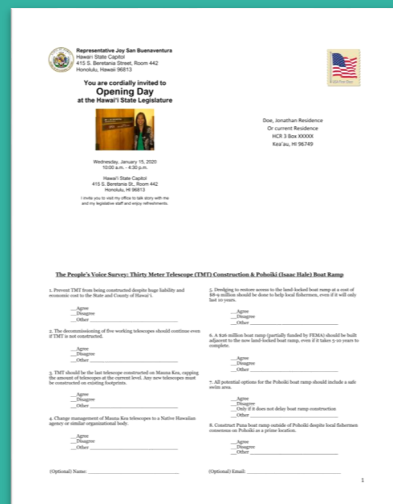 Representative Joy San Buenaventura
Hawai'i State Capitol
415 S. Beretania Street, Room 442
Honolulu, Hawaii 96813
You are cordially invited to
Opening Day
at the Hawai'i State Legislature
Wednesday, January 15, 2020
10:00 a.m. - 4:30 p.m.
Hawai'i State Capitol
415 S. Beretania St., Room 442
Honolulu, HI 96813
I invite you to visit my office to talk story with me
and my legislative staff and enjoy refreshments.
Doe, Jonathan Residence
Or current Residence
HCR 3 Box XXXXX
Kea'au, HI 96749
The People's Voice Survey: Thirty Meter Telescope (TMT) Construction & Pohoiki (Isaac Hale) Boat Ramp
1. Prevent TMT from being constructed despite huge liability and
economic cost to the State and County of Hawai'i.
__Agree
__Disagree
__Other
2. The decommissioning of five working telescopes should continue even
if TMT is not constructed.
__Agree
__Disagree
__Other
3. TMT should be the last telescope constructed on Mauna Kea, capping
the amount of telescopes at the current level. Any new telescopes must
be constructed on existing footprints.
__Agree
__Disagree
__Other
4. Change management of Mauna Kea telescopes to a Native Hawaiian
agency or similar organizational body.
__Agree
__Disagree
__Other
(Optional) Name:
5. Dredging to restore access to the land-locked boat ramp at a cost of
million should be done to help local fishermen, even if it will only
last 10 years.
__Agree
__Disagree
__Other
6. A $26 million boat ramp (partially funded by FEMA) should be built
adjacent to the now land-locked boat ramp, even if it takes 5-10 years to
complete.
__Agree
__Disagree
__Other
7. All potential options for the Pohoiki boat ramp should include a safe
swim area.
__Agree
__Disagree
__Only if it does not delay boat ramp construction
__Other
8. Construct Puna boat ramp outside of Pohoiki despite local fishermen
consensus on Pohoiki as a prime location.
__Agree
__Disagree
__Other
(Optional) Email:
1